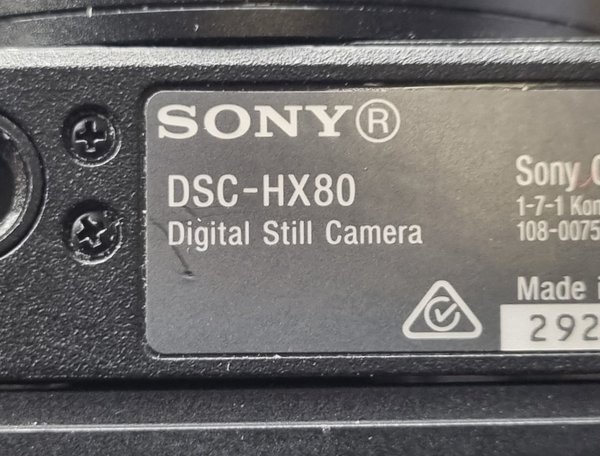 SONY®
DSC-HX80
Digital Still Camera
Sony
1-7-1
108-0075
Made
292